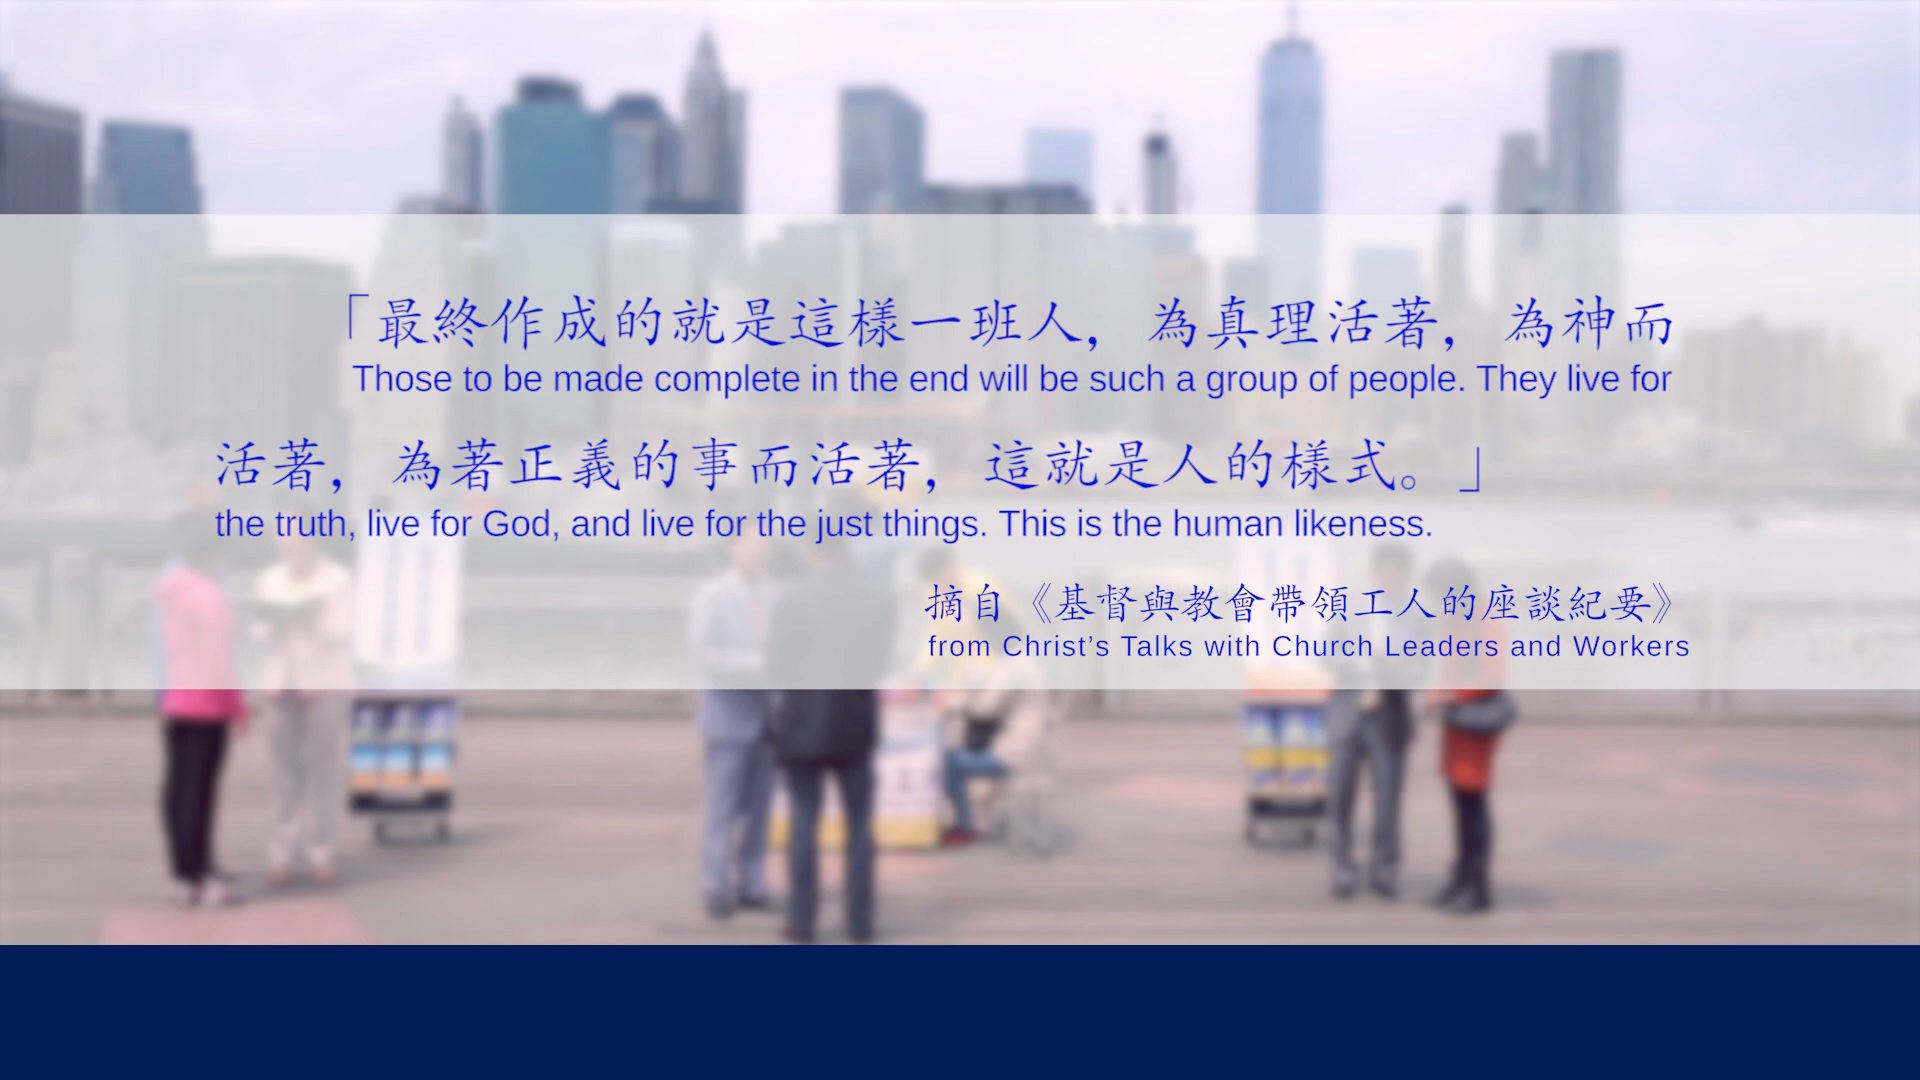 「最終作成的就是這樣一班人，為真理活著，為神而
Those to be made complete in the end will be such a group of people. They live for
活著，為著正義的事而活著，這就是人的樣式。」
the truth, live for God, and live for the just things. This is the human likeness.
摘自《基督與教會帶領工人的座談紀要》
from Christ’s Talks with Church Leaders and Workers